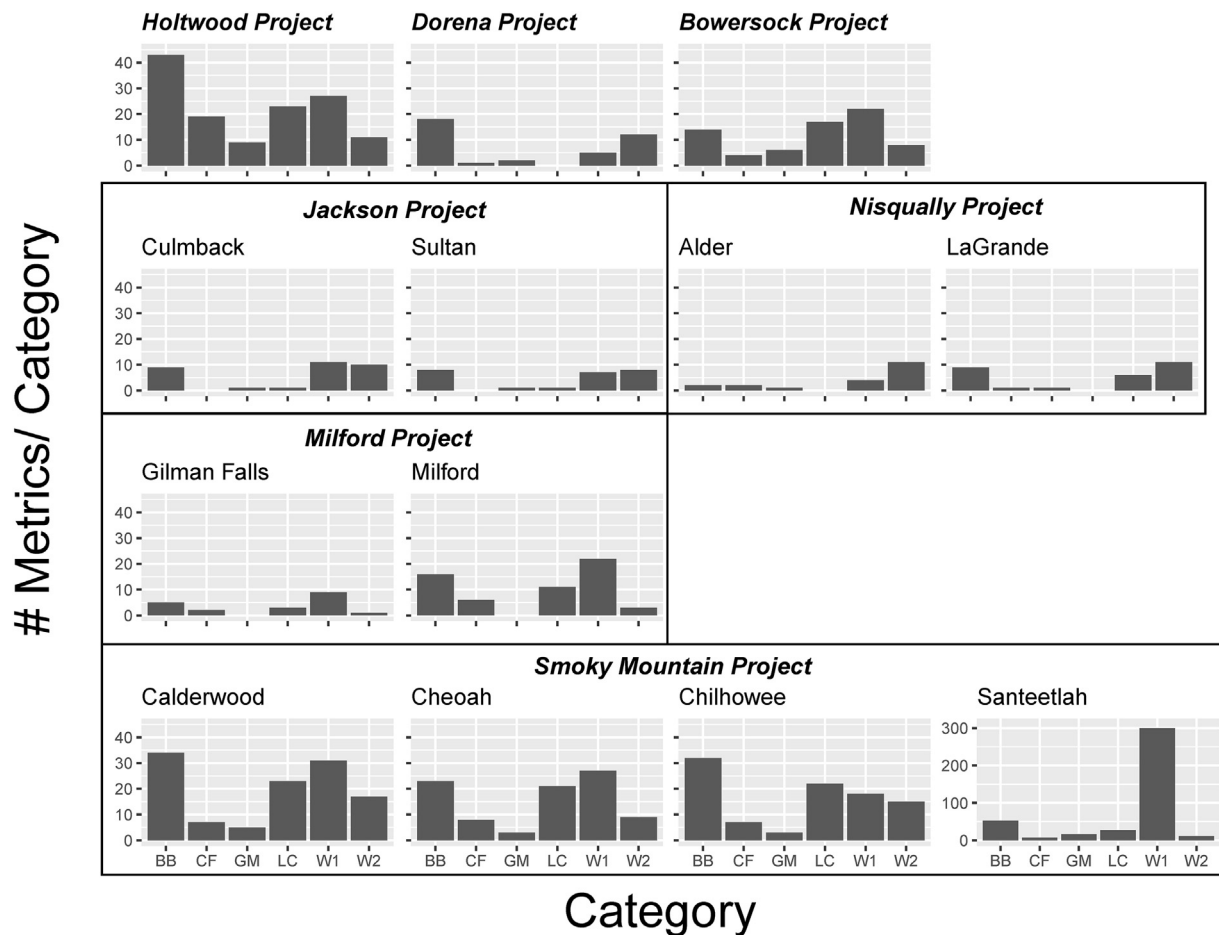 Holtwood Project Dorena Project Bowersock Project
40
30
20
10
0
Jackson Project Nisqually Project
Culmback Sultan Alder LaGrande
40
30
20
10
0
Milford Project
Gilman Falls Milford
40
30
20
10
0
Smoky Mountain Project
Calderwood Cheoah Chilhowee Santeetlah
40
30
20
10
0
300
200
100
0
BB CF GM LC W1 W2 BB CF GM LC W1 W2 BB CF GM LC W1 W2 BB CF GM LC W1 W2
# Metrics/ Category
Category